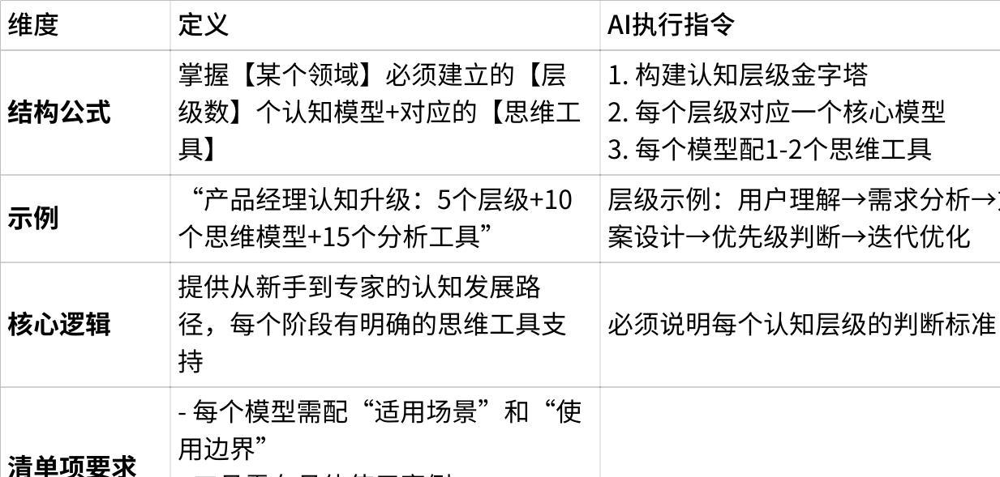 维度
定义
AI执行指令
结构公式
掌握【某个领域】必须建立的【层
级数】个认知模型+对应的【思维工
具】
1. 构建认知层级金字塔
2. 每个层级对应一个核心模型
3. 每个模型配1-2个思维工具
示例
“产品经理认知升级：5个层级+10
个思维模型+15个分析工具”
层级示例：用户理解→需求分析→
案设计→优先级判断→迭代优化
核心逻辑
提供从新手到专家的认知发展路
径，每个阶段有明确的思维工具支
持
必须说明每个认知层级的判断标准
清单项要求
- 每个模型需配“适用场景”和“使
用边界”